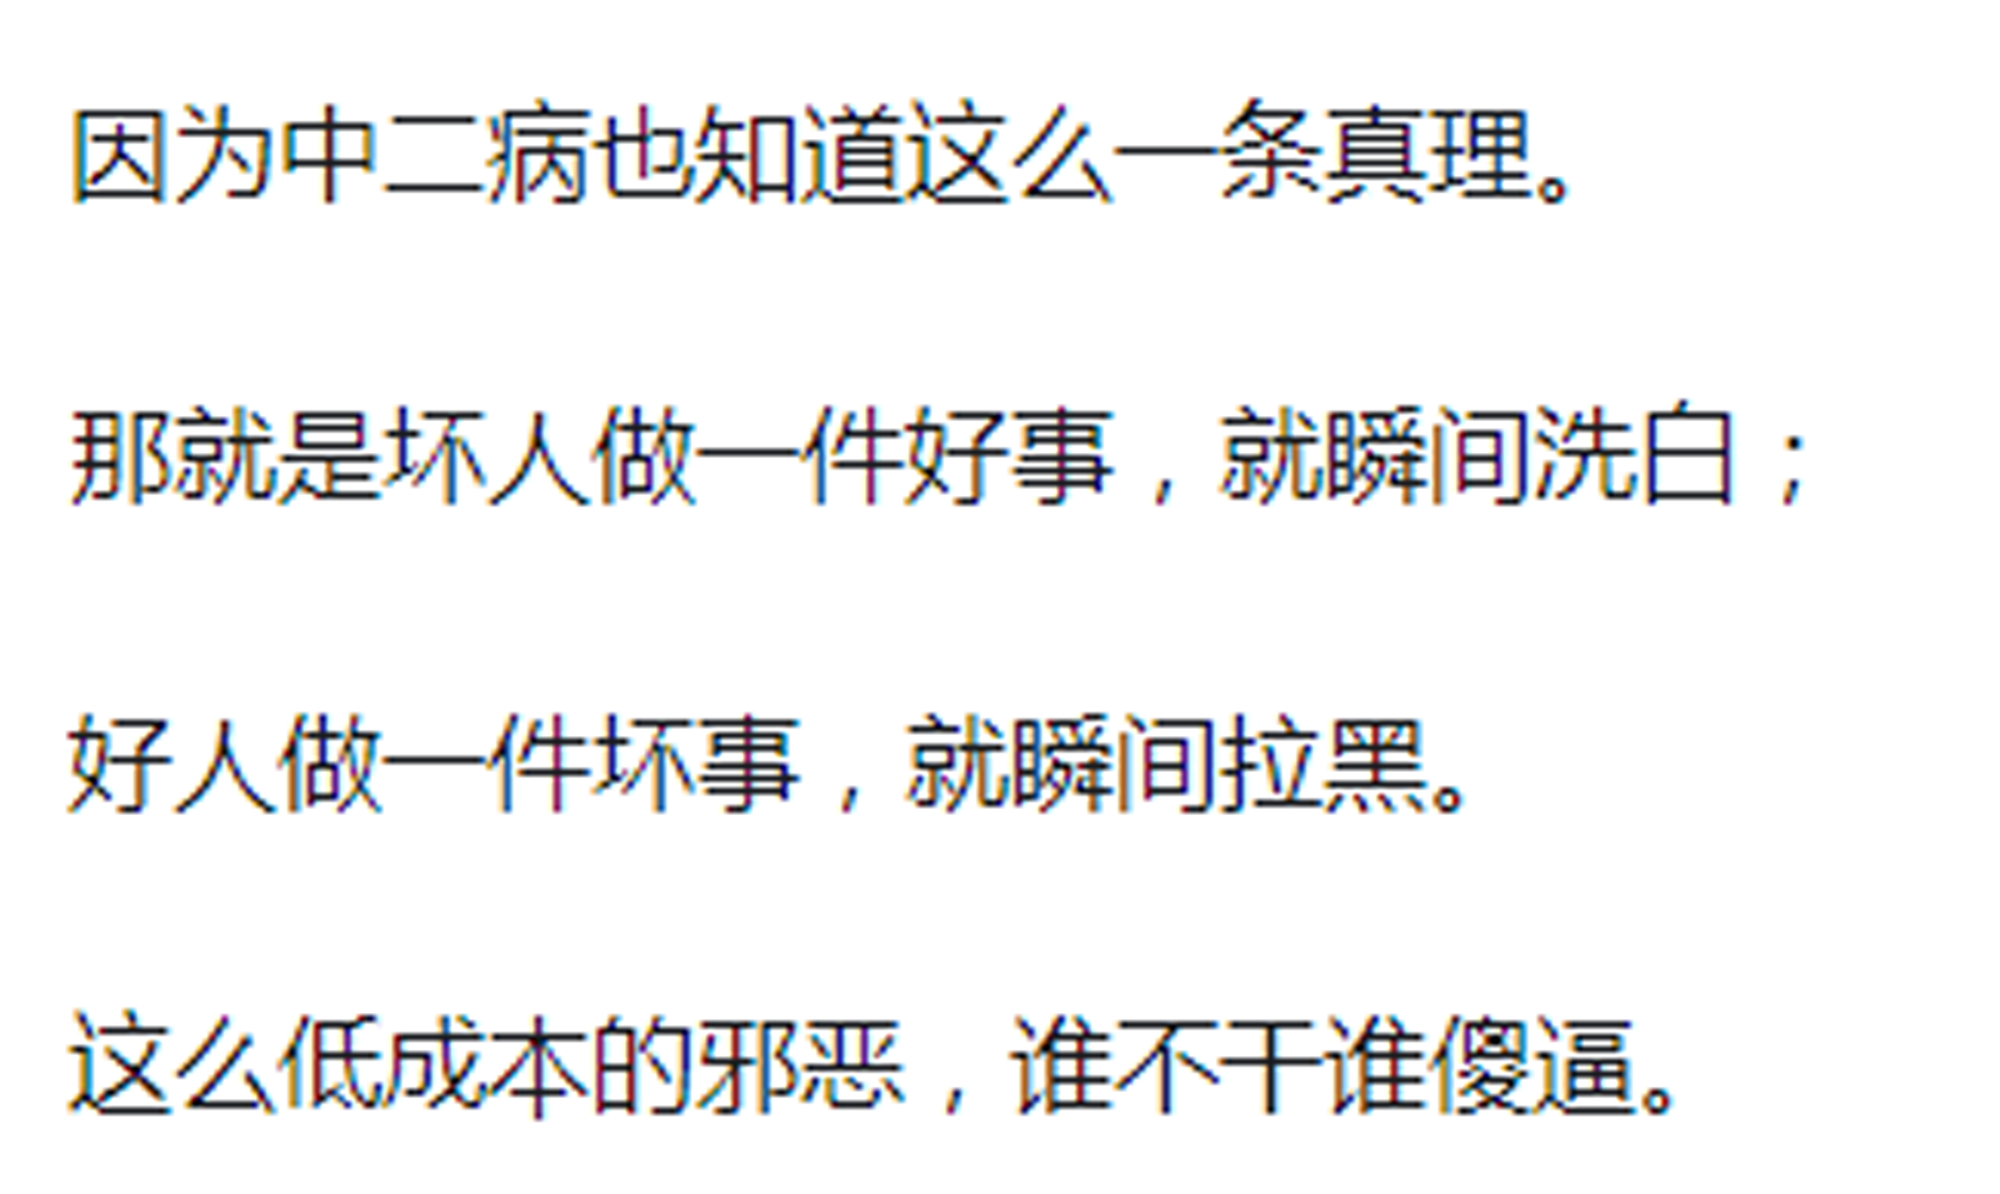 因为中二病也知道这么一条真理。
那就是坏人做一件好事，就瞬间洗白；
好人做一件坏事，就瞬间拉黑。
这么低成本的邪恶，谁不干谁傻逼。